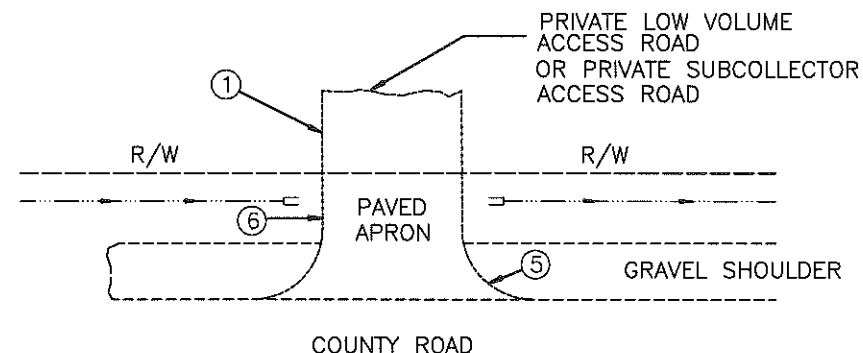 PRIVATE LOW VOLUME
ACCESS ROAD
OR PRIVATE SUBCOLLECTOR
ACCESS ROAD
1
R/W
R/W
6
PAVED
APRON
5
GRAVEL SHOULDER
COUNTY ROAD